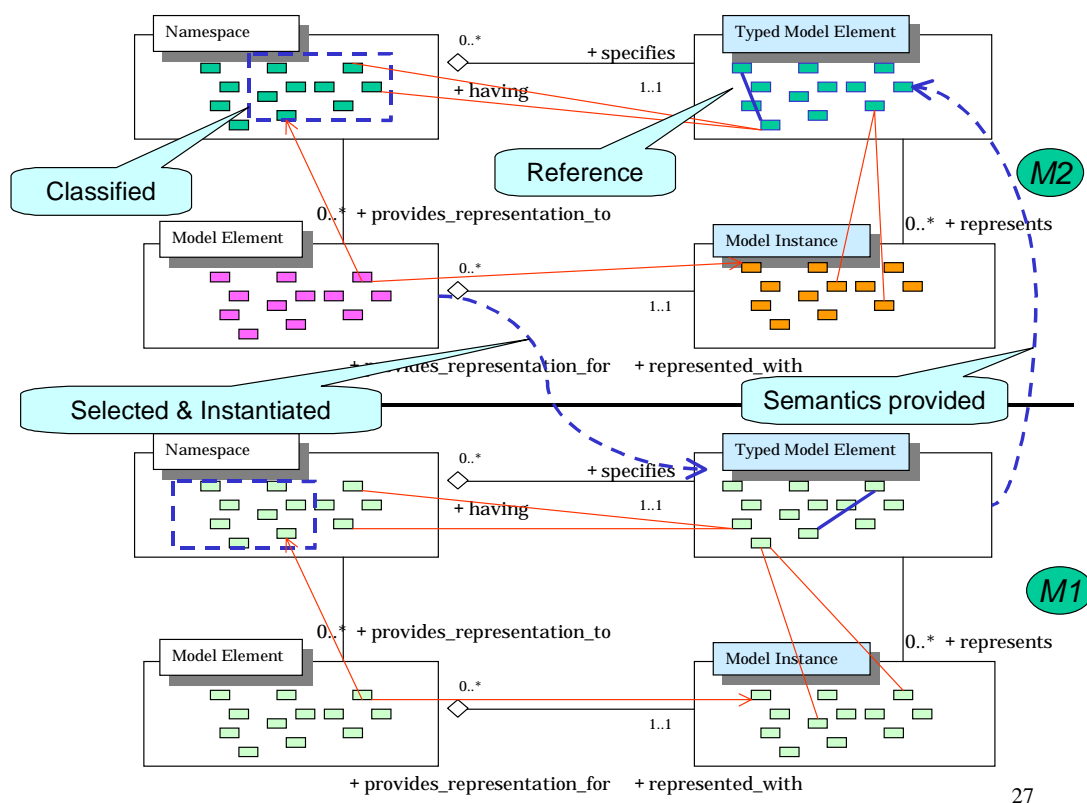 Namespace
0..*
+ specifies
Typed Model Element
+ having
1..1
Classified
Reference
M2
0..* + provides_representation_to
0..* + represents
Model Element
0..*
Model Instance
1..1
+ provides_representation_for
+ represented_with
Selected & Instantiated
Semantics provided
Namespace
0..*
+ specifies
Typed Model Element
+ having
1..1
M1
0..* + provides_representation_to
0..* + represents
Model Element
0..*
Model Instance
1..1
+ provides_representation_for
+ represented_with
27